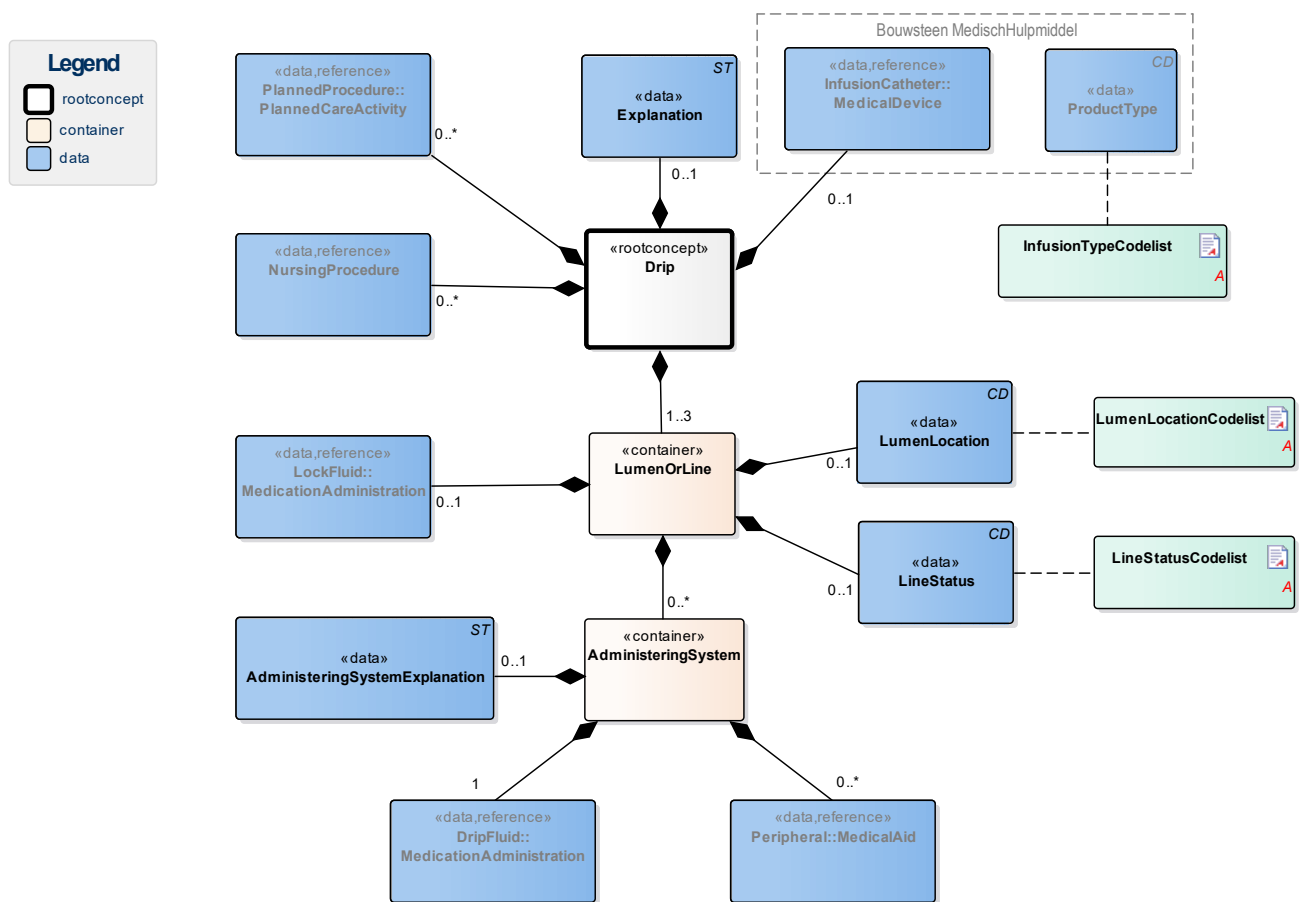 Legend
rootconcept
container
data
«data,reference»
PlannedProcedure::
PlannedCareActivity
0..*
ST
«data»
Explanation
0..1
Bouwsteen MedischHulpmiddel
«data,reference»
InfusionCatheter::
MedicalDevice
0..1
CD
«data»
ProductType
InfusionTypeCodelist
A
«data,reference»
NursingProcedure
0..*
«rootconcept»
Drip
1..3
«data,reference»
LockFluid::
MedicationAdministration
0..1
«container»
LumenOrLine
0..*
CD
«data»
LumenLocation
0..1
LumenLocationCodelist
A
CD
«data»
LineStatus
0..1
LineStatusCodelist
A
ST
«data»
AdministeringSystemExplanation
0..1
«container»
AdministeringSystem
1
0..*
«data,reference»
DripFluid::
MedicationAdministration
«data,reference»
Peripheral::MedicalAid